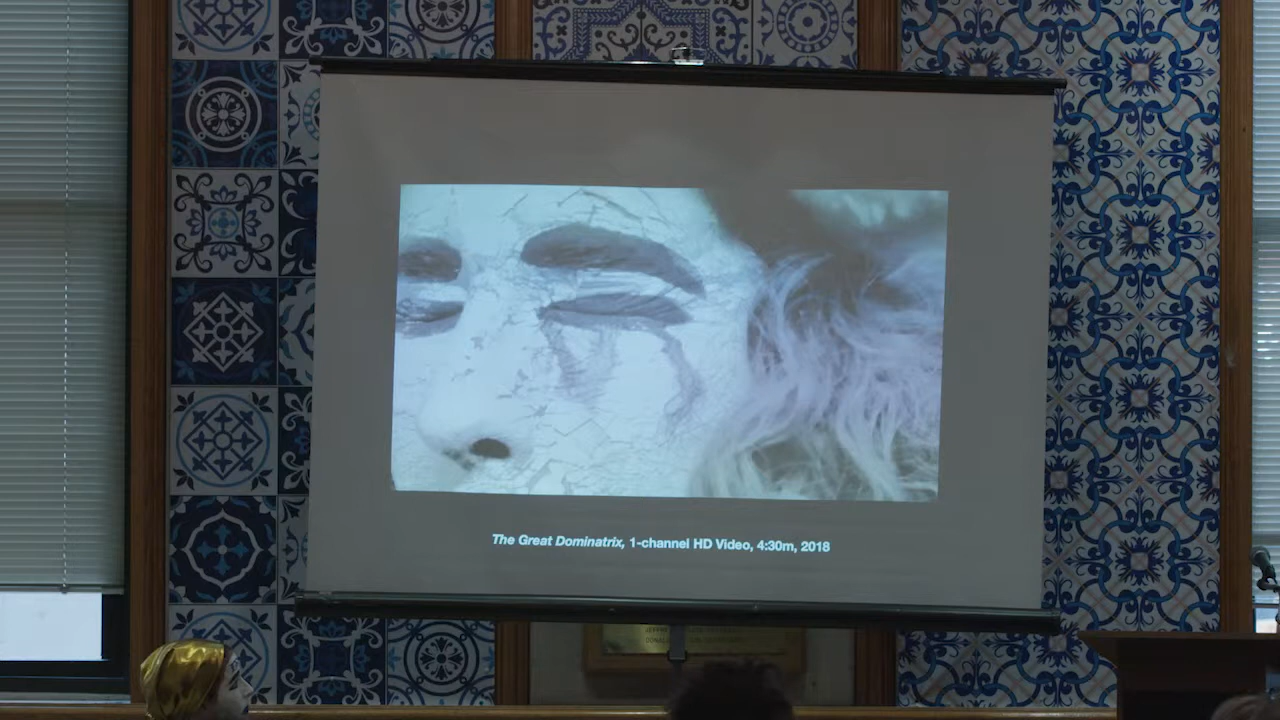 The Great Dominatrix, 1-channel HD Video, 4:30m, 2018